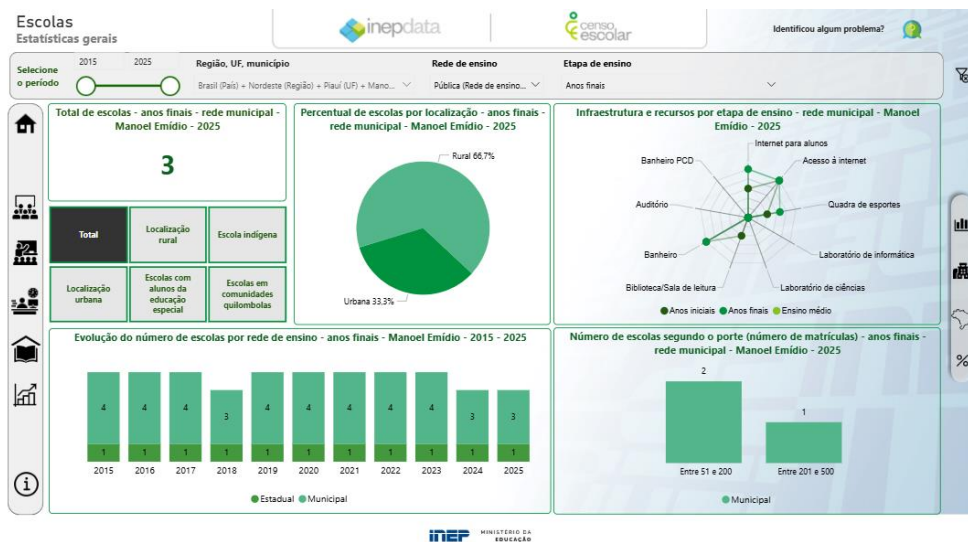 Escolas
Estatísticas gerais
inepdata
censo escolar
Identificou algum problema?
Selecione o período
2015
2025
Região, UF, município
Brasil (País) + Nordeste (Região) + Piauí (UF) + Mano...
Rede de ensino
Pública (Rede de ensino...
Etapa de ensino
Anos finais
Total de escolas - anos finais - rede municipal -
Manoel Emídio - 2025
3
Total
Localização
rural
Escola indígena
Localização
urbana
Escolas com
alunos da
educação
especial
Escolas em
comunidades
quilombolas
Percentual de escolas por localização - anos finais -
rede municipal - Manoel Emídio - 2025
Rural 66,7%
Urbana 33,3%
Infraestrutura e recursos por etapa de ensino - rede municipal - Manoel
Emídio - 2025
Internet para alunos
Banheiro PCD
Acesso à internet
Auditório
Quadra de esportes
Banheiro
Laboratório de informática
Biblioteca/Sala de leitura
Laboratório de ciências
Anos iniciais Anos finais Ensino médio
Evolução do número de escolas por rede de ensino - anos finais - Manoel Emídio - 2015 - 2025
4 4 4 3 4 4 4 4 4 3 3
1 1 1 1 1 1 1 1 1 1 1
2015 2016 2017 2018 2019 2020 2021 2022 2023 2024 2025
Estadual Municipal
Número de escolas segundo o porte (número de matrículas) - anos finais -
rede municipal - Manoel Emídio - 2025
2
1
Entre 51 e 200
Entre 201 e 500
Municipal
inep
MINISTÉRIO DA
EDUCAÇÃO